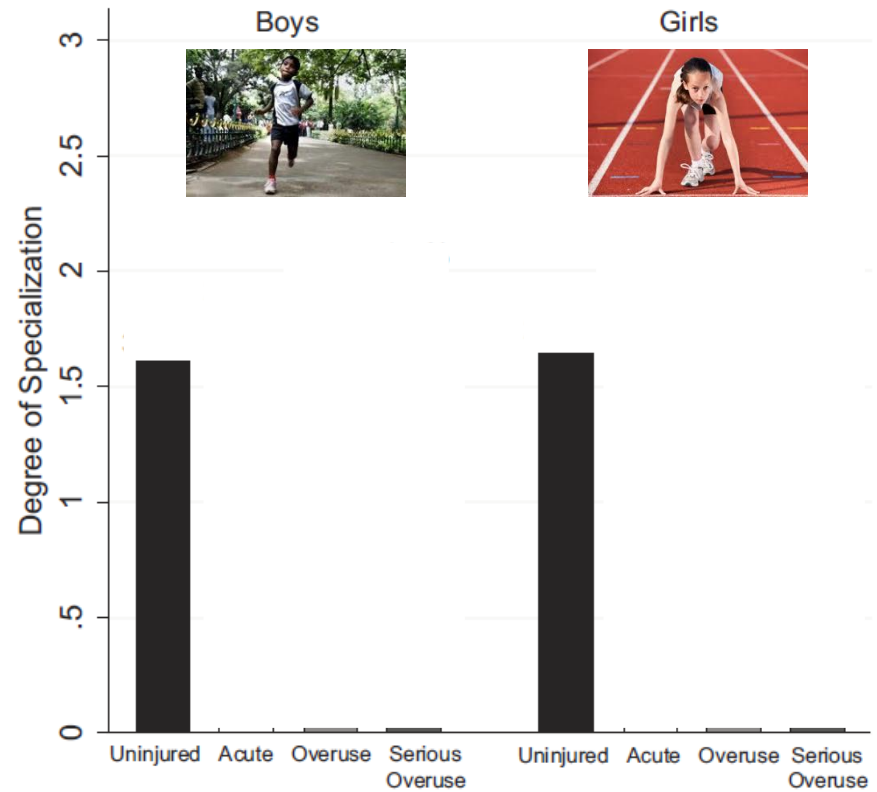 Boys
Girls
Degree of Specialization
3
2.5
2
1.5
1
.5
0
Uninjured Acute Overuse Serious Overuse
Uninjured Acute Overuse Serious Overuse